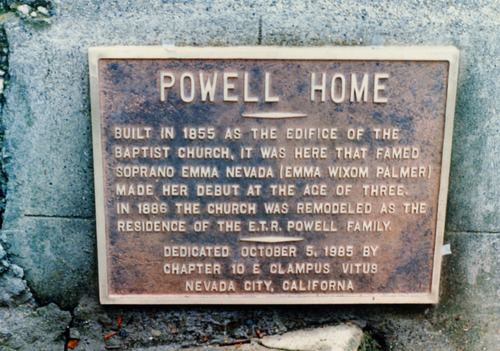 POWELL HOME
BUILT IN 1855 AS THE EDIFICE OF THE
BAPTIST CHURCH, IT WAS HERE THAT FAMED
SOPRANO EMMA NEVADA (EMMA WIXOM PALMER)
MADE HER DEBUT AT THE AGE OF THREE.
IN 1886 THE CHURCH WAS REMODELED AS THE
RESIDENCE OF THE E.T.R. POWELL FAMILY.
DEDICATED OCTOBER 5, 1985 BY
CHAPTER 10 E CLAMPUS VITUS
NEVADA CITY, CALIFORNA